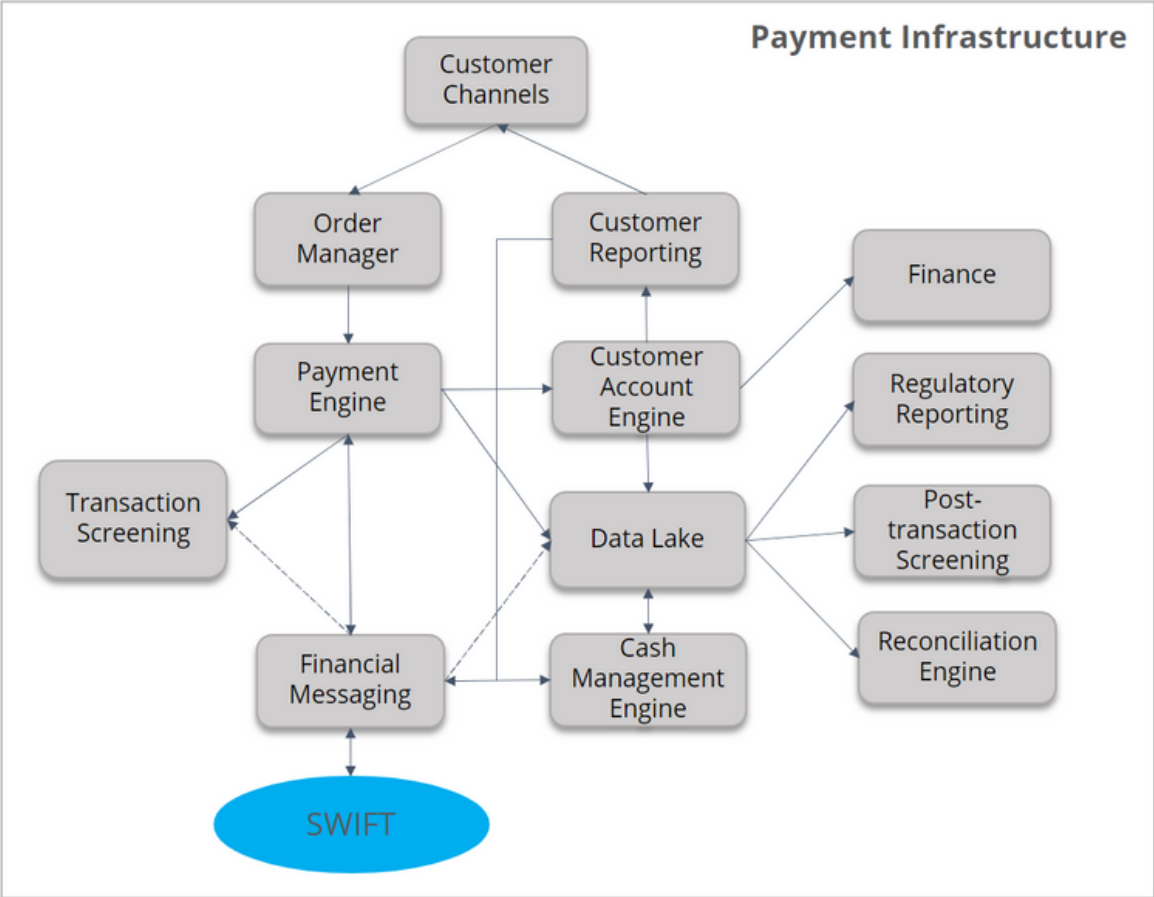 Payment Infrastructure
Customer
Channels
Order
Manager
Customer
Reporting
Finance
Payment
Engine
Customer
Account
Engine
Regulatory
Reporting
Transaction
Screening
Data Lake
Post-
transaction
Screening
Financial
Messaging
Cash
Management
Engine
Reconciliation
Engine
SWIFT